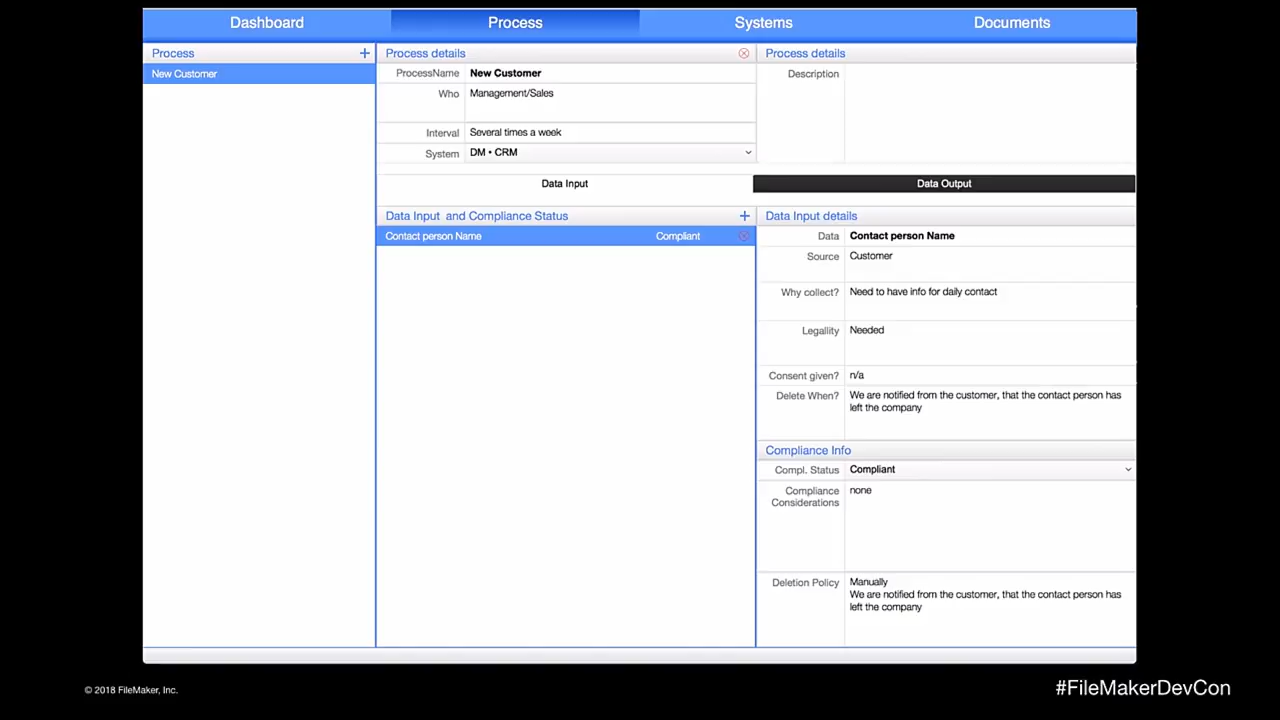 Dashboard Process Systems Documents
Process +
New Customer
Process details
ProcessName New Customer
Who Management/Sales
Interval Several times a week
System DM • CRM
Process details
Description
Data Input Data Output
Data Input and Compliance Status +
Contact person Name Compliant
Data Input details
Data Contact person Name
Source Customer
Why collect? Need to have info for daily contact
Legallity Needed
Consent given? n/a
Delete When? We are notified from the customer, that the contact person has
left the company
Compliance Info
Compl. Status Compliant
Compliance none
Considerations
Deletion Policy Manually
We are notified from the customer, that the contact person has
left the company
© 2018 FileMaker, Inc.
#FileMakerDevCon